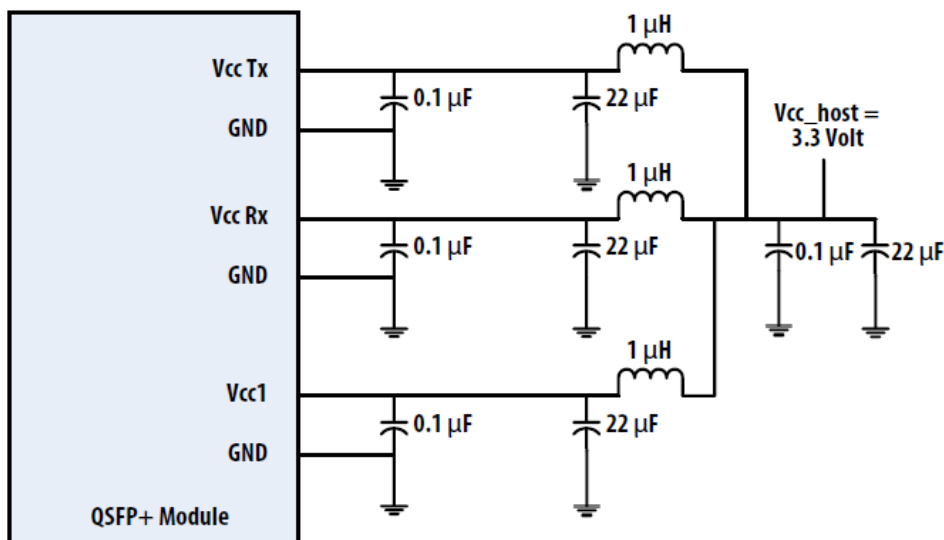 1 µH
Vcc Tx
0.1 µF
22 µF
GND
Vcc_host =
3.3 Volt
1 µH
Vcc Rx
0.1 µF
22 µF
0.1 µF
22 µF
GND
1 µH
Vcc1
0.1 µF
22 µF
GND
QSFP+ Module